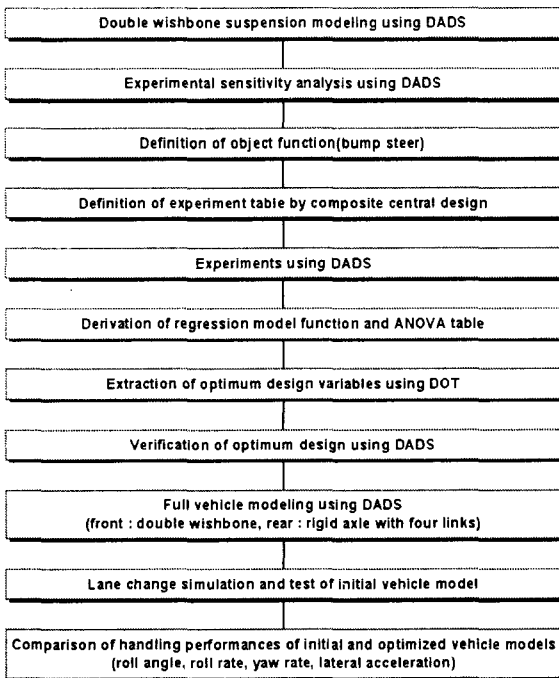 Double wishbone suspension modeling using DADS
Experimental sensitivity analysis using DADS
Definition of object function(bump steer)
Definition of experiment table by composite central design
Experiments using DADS
Derivation of regression model function and ANOVA table
Extraction of optimum design variables using DOT
Verification of optimum design using DADS
Full vehicle modeling using DADS
(front : double wishbone, rear : rigid axle with four links)
Lane change simulation and test of initial vehicle model
Comparison of handling performances of initial and optimized vehicle models
(roll angle, roll rate, yaw rate, lateral acceleration)